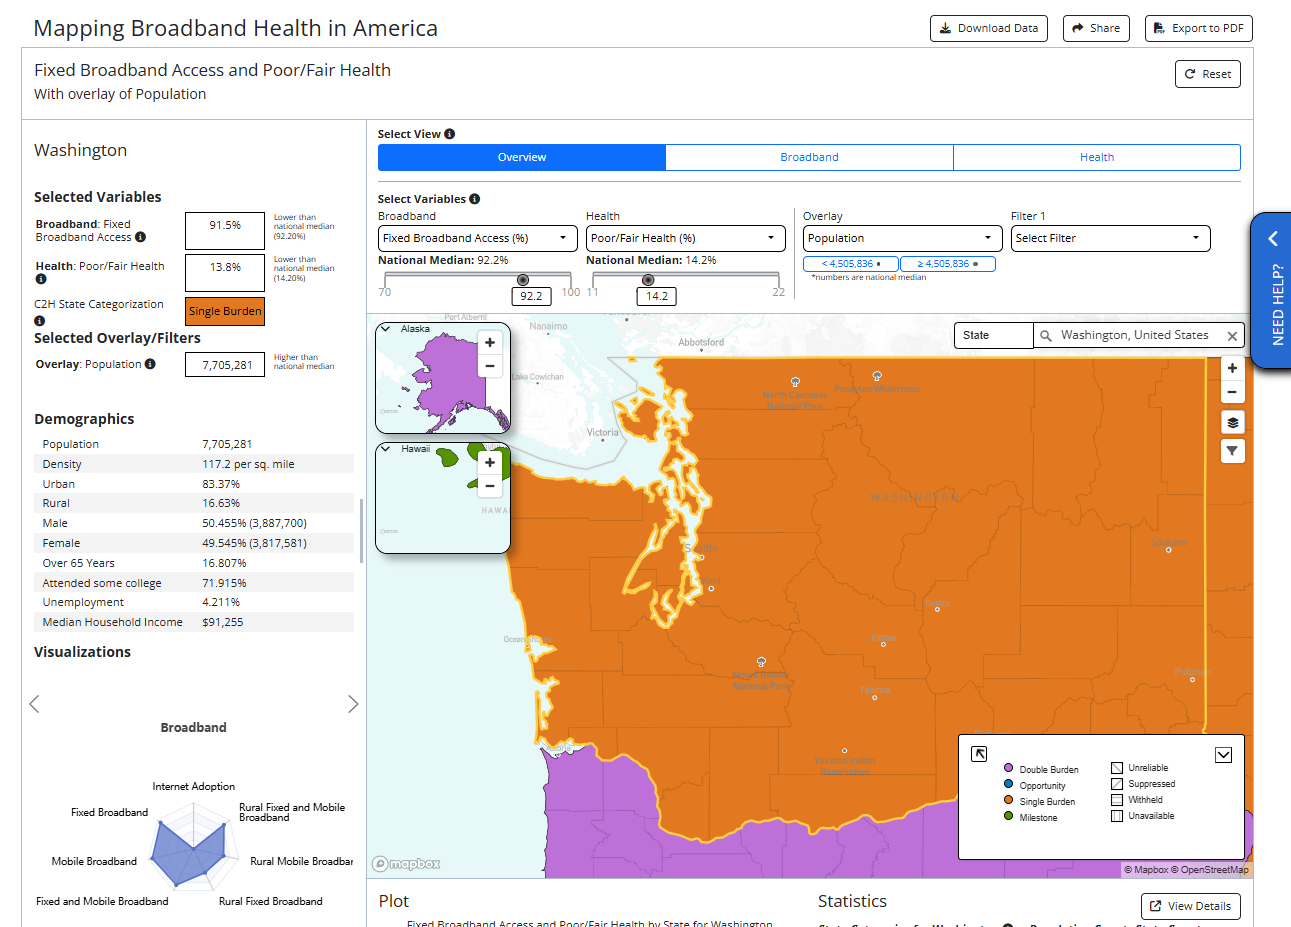 Mapping Broadband Health in America
Download Data
Share
Export to PDF
Fixed Broadband Access and Poor/Fair Health
With overlay of Population
Reset
Washington
Selected Variables
Broadband: Fixed
Broadband Access
91.5%
Lower than
national median
(92.20%)
Health: Poor/Fair Health
13.8%
Lower than
national median
(14.20%)
C2H State Categorization
Single Burden
Selected Overlay/Filters
Overlay: Population
7,705,281
Higher than
national median
Demographics
Population 7,705,281
Density 117.2 per sq. mile
Urban 83.37%
Rural 16.63%
Male 50.455% (3,887,700)
Female 49.545% (3,817,581)
Over 65 Years 16.807%
Attended some college 71.915%
Unemployment 4.211%
Median Household Income $91,255
Visualizations
Broadband
Internet Adoption
Fixed Broadband
Rural Fixed and Mobile
Broadband
Mobile Broadband
Rural Mobile Broadbar
Fixed and Mobile Broadband
Rural Fixed Broadband
Select View
Overview
Broadband
Health
Select Variables
Broadband
Health
Overlay
Filter 1
Fixed Broadband Access (%)
Poor/Fair Health (%)
Population
Select Filter
National Median: 92.2%
National Median: 14.2%
< 4,505,836
≥ 4,505,836
*numbers are national median
70
92.2
100
11
14.2
22
NEED HELP?
Port Alberni
Nanaimo
Abbotsford
Alaska
State
Washington, United States
Lake Cowichan
North Cascades
National Park
Pasayten Wilderness
Victoria
Hawaii
HAWA
WASHINGTON
Seattle
Spokane
Kent
Quincy
Ocean Shores
Kittitas
Mount Rainier
National Park
Yakima
Pullman
Astoria
Yakama Indian
Reservation
Double Burden
Opportunity
Single Burden
Milestone
Unreliable
Suppressed
Withheld
Unavailable
mapbox
© Mapbox © OpenStreetMap
Plot
Statistics
View Details
Fixed Broadband Access and Poor/Fair Health by State for Washington